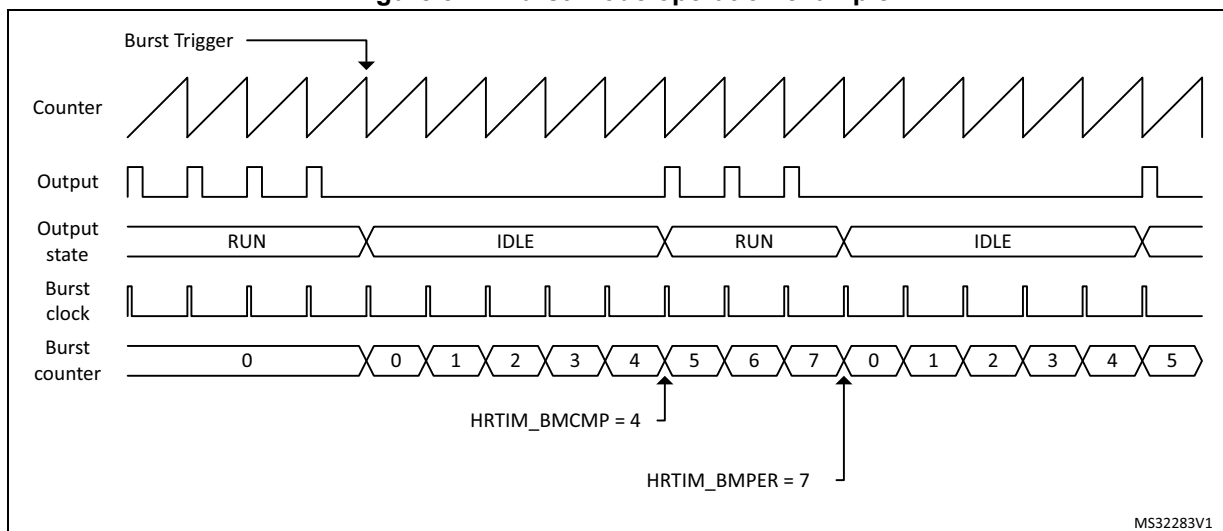 Burst Trigger
Counter
Output
Output
state
RUN
IDLE
RUN
IDLE
Burst
clock
Burst
counter
0
0
1
2
3
4
5
6
7
0
1
2
3
4
5
HRTIM_BMCMP = 4
HRTIM_BMPER = 7
MS32283V1